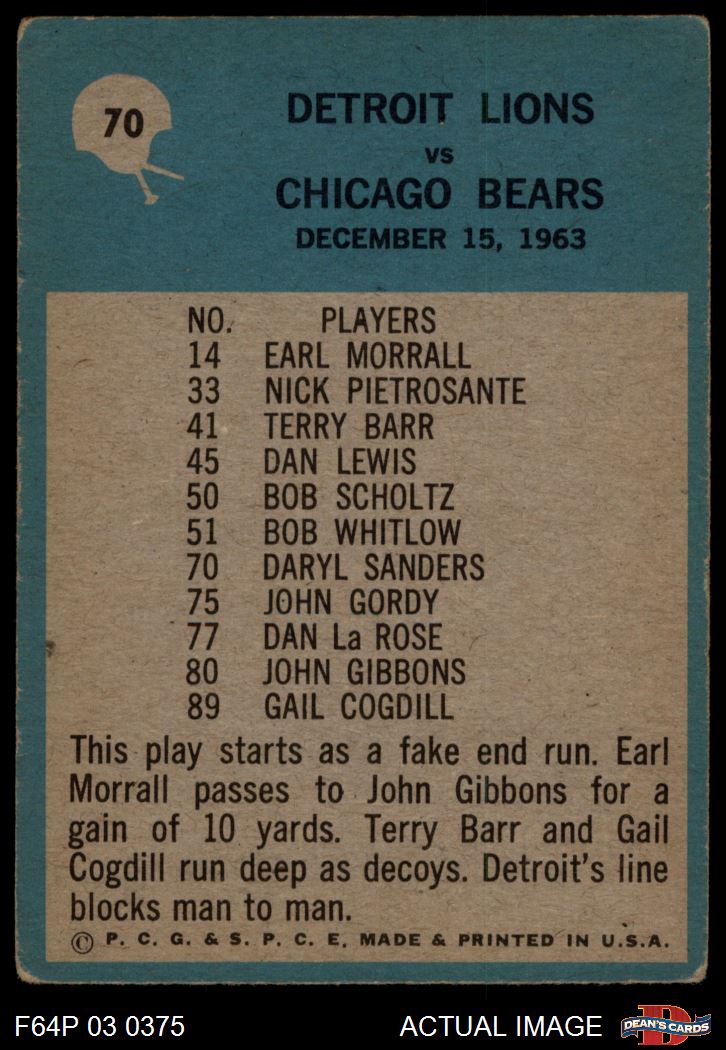 70
DETROIT LIONS
VS
CHICAGO BEARS
DECEMBER 15, 1963
NO. PLAYERS
14 EARL MORRALL
33 NICK PIETROSANTE
41 TERRY BARR
45 DAN LEWIS
50 BOB SCHOLTZ
51 BOB WHITLOW
70 DARYL SANDERS
75 JOHN GORDY
77 DAN La ROSE
80 JOHN GIBBONS
89 GAIL COGDILL
This play starts as a fake end run. Earl
Morrall passes to John Gibbons for a
gain of 10 yards. Terry Barr and Gail
Cogdill run deep as decoys. Detroit's line
blocks man to man.
© P. C. G. & S. P. C. E. MADE & PRINTED IN U.S.A.
F64P 03 0375 ACTUAL IMAGE D DEAN'S CARDS